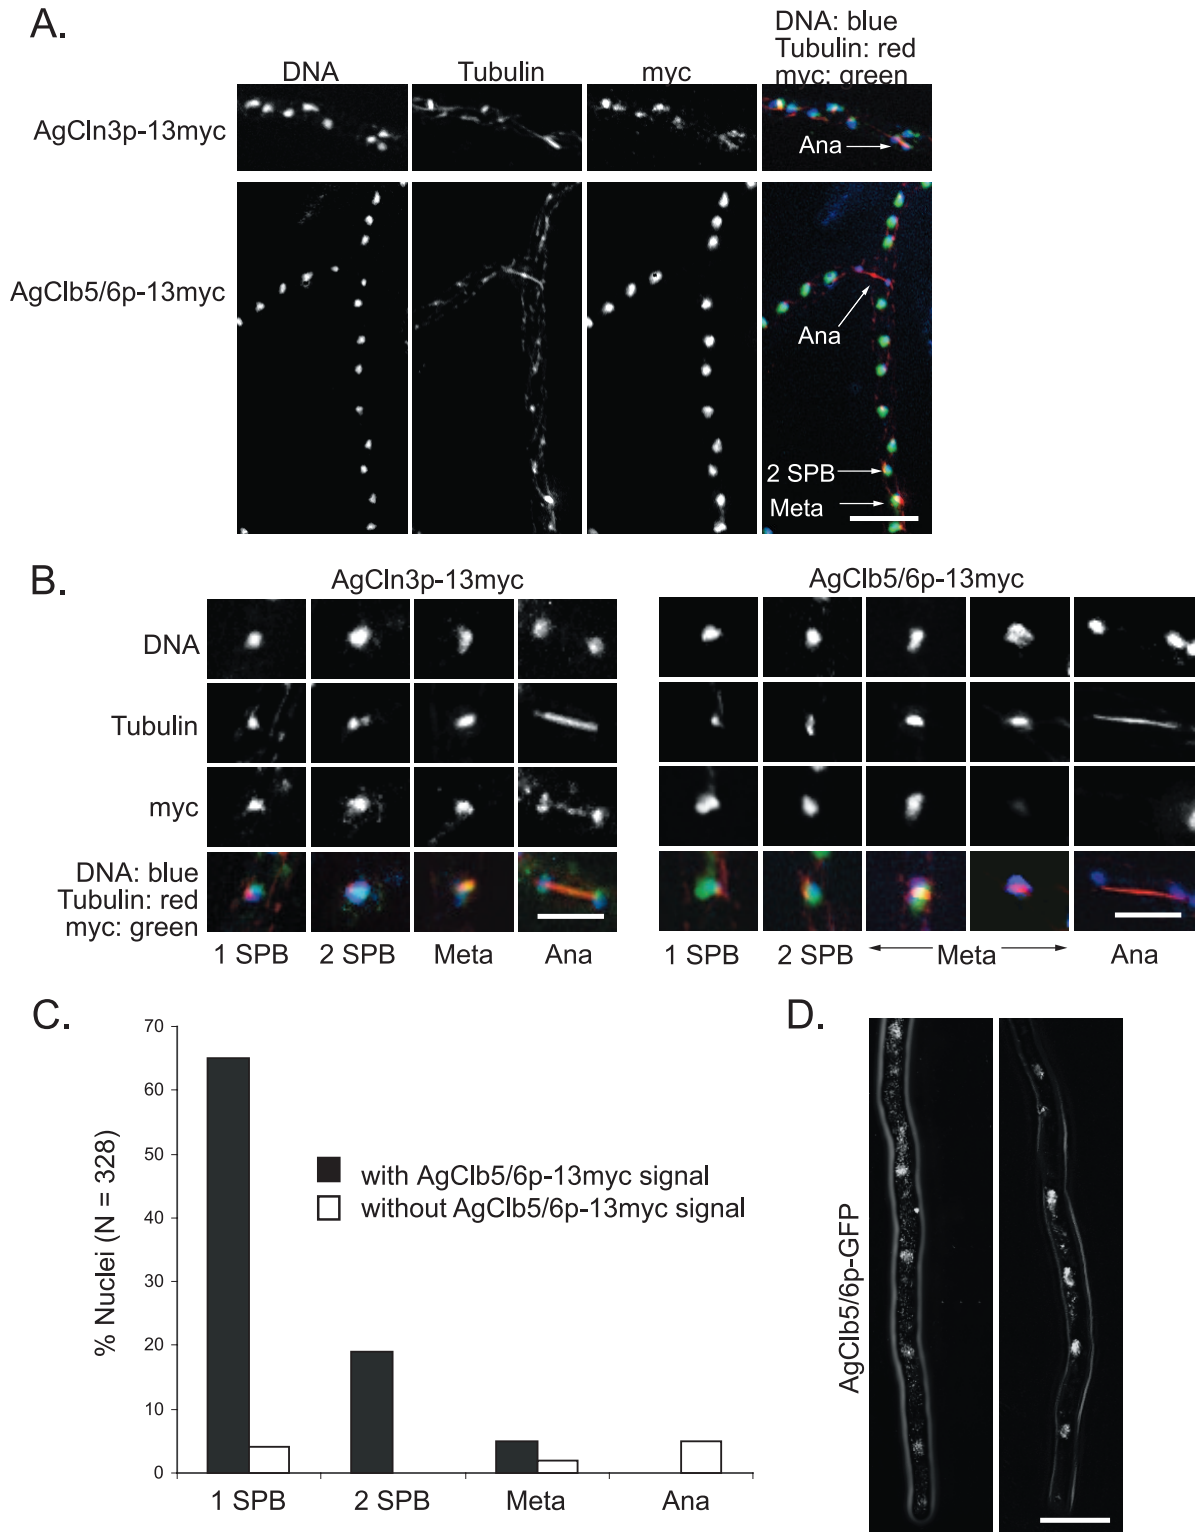 A.
DNA
Tubulin
myc
DNA: blue
Tubulin: red
myc: green
AgCln3p-13myc
Ana
AgClb5/6p-13myc
Ana
2 SPB
Meta
B.
AgCln3p-13myc
AgClb5/6p-13myc
DNA
Tubulin
myc
DNA: blue
Tubulin: red
myc: green
1 SPB
2 SPB
Meta
Ana
1 SPB
2 SPB
Meta
Ana
C.
% Nuclei (N = 328)
70
60
50
40
30
20
10
0
with AgClb5/6p-13myc signal
without AgClb5/6p-13myc signal
1 SPB
2 SPB
Meta
Ana
D.
AgClb5/6p-GFP